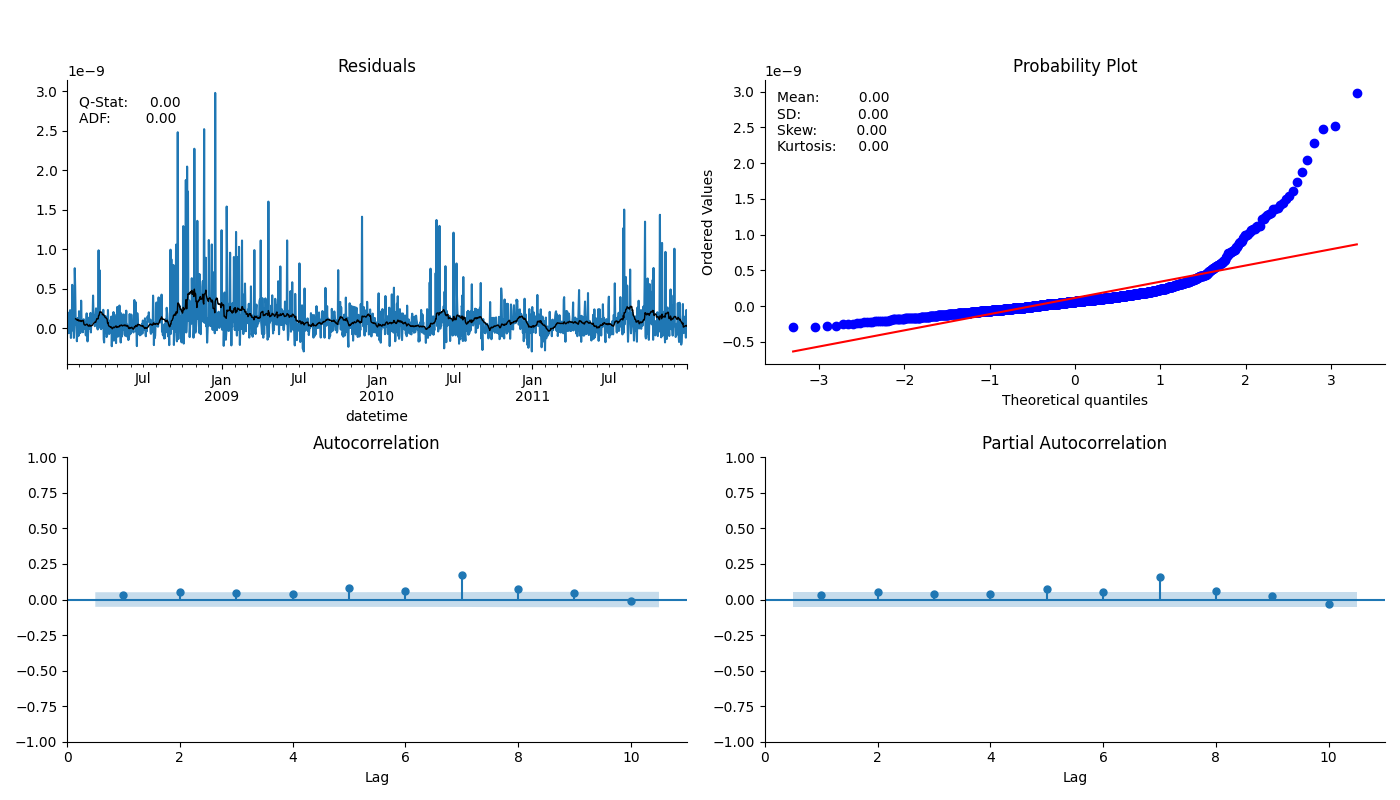 Residuals
1e−9
Q-Stat: 0.00
ADF: 0.00
3.0
2.5
2.0
1.5
1.0
0.5
0.0
Jul Jan Jul Jan Jul Jan Jul
2009 2010 2011
datetime
Probability Plot
1e−9
Mean: 0.00
SD: 0.00
Skew: 0.00
Kurtosis: 0.00
Ordered Values
3.0
2.5
2.0
1.5
1.0
0.5
0.0
−0.5
−3 −2 −1 0 1 2 3
Theoretical quantiles
Autocorrelation
1.00
0.75
0.50
0.25
0.00
−0.25
−0.50
−0.75
−1.00
0 2 4 6 8 10
Lag
Partial Autocorrelation
1.00
0.75
0.50
0.25
0.00
−0.25
−0.50
−0.75
−1.00
0 2 4 6 8 10
Lag